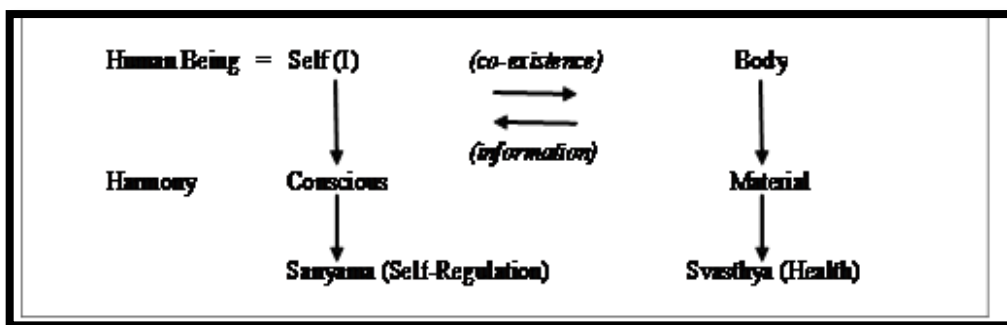 Human Being = Self (I) (co-existence) Body
(information)
Harmony Conscious Material
Sanyama (Self-Regulation) Svasthya (Health)